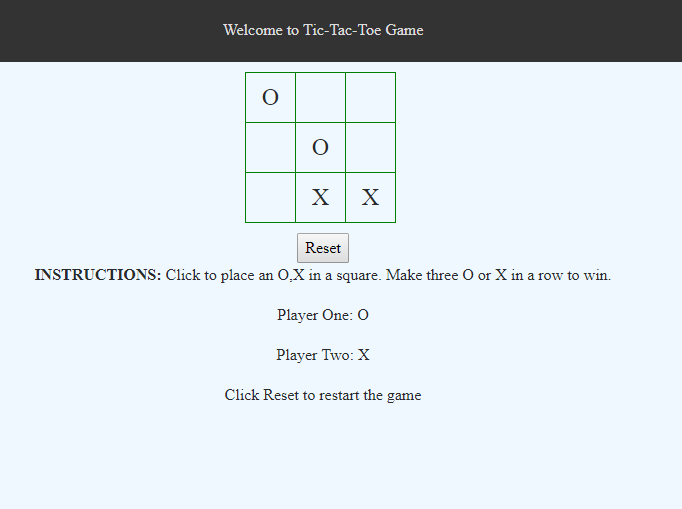 Welcome to Tic-Tac-Toe Game
O
O
X X
Reset
INSTRUCTIONS: Click to place an O,X in a square. Make three O or X in a row to win.
Player One: O
Player Two: X
Click Reset to restart the game